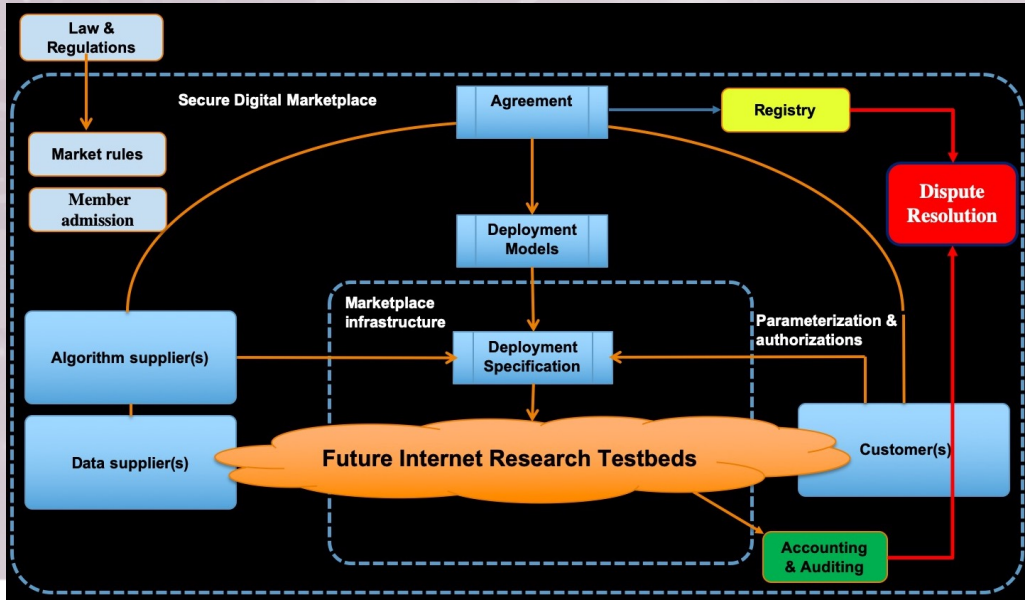 Law &
Regulations
Secure Digital Marketplace
Agreement
Registry
Market rules
Member
admission
Dispute
Resolution
Deployment
Models
Marketplace
infrastructure
Parameterization &
authorizations
Algorithm supplier(s)
Deployment
Specification
Data supplier(s)
Future Internet Research Testbeds
Customer(s)
Accounting
& Auditing